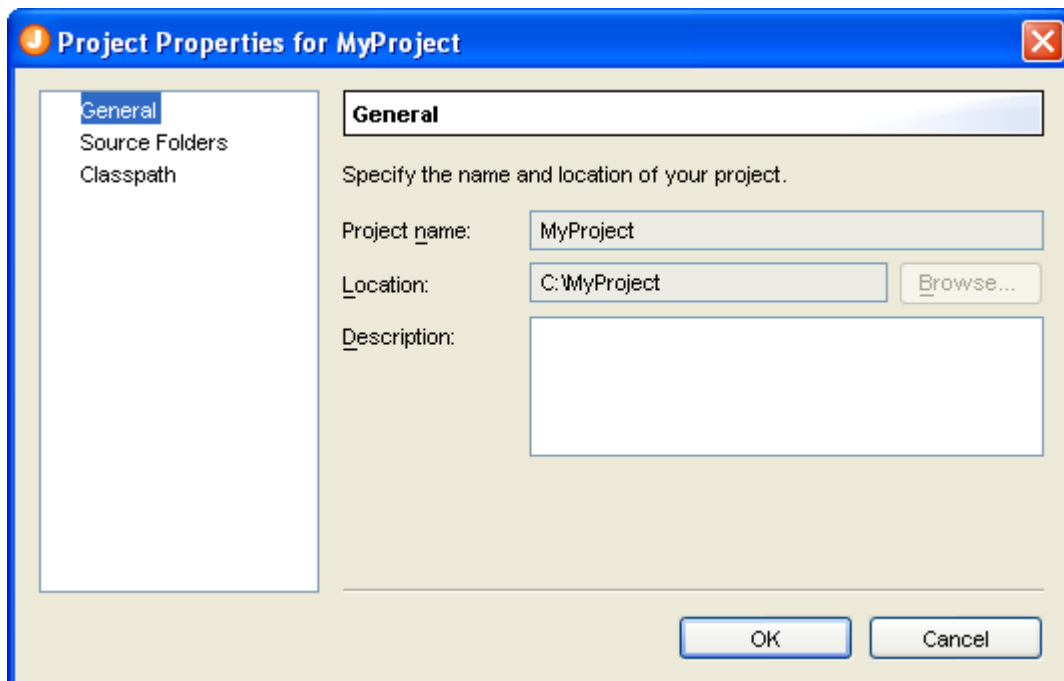 J
Project Properties for MyProject
General
Source Folders
Classpath
General
Specify the name and location of your project.
Project name: MyProject
Location: C:\MyProject Browse...
Description:
OK Cancel